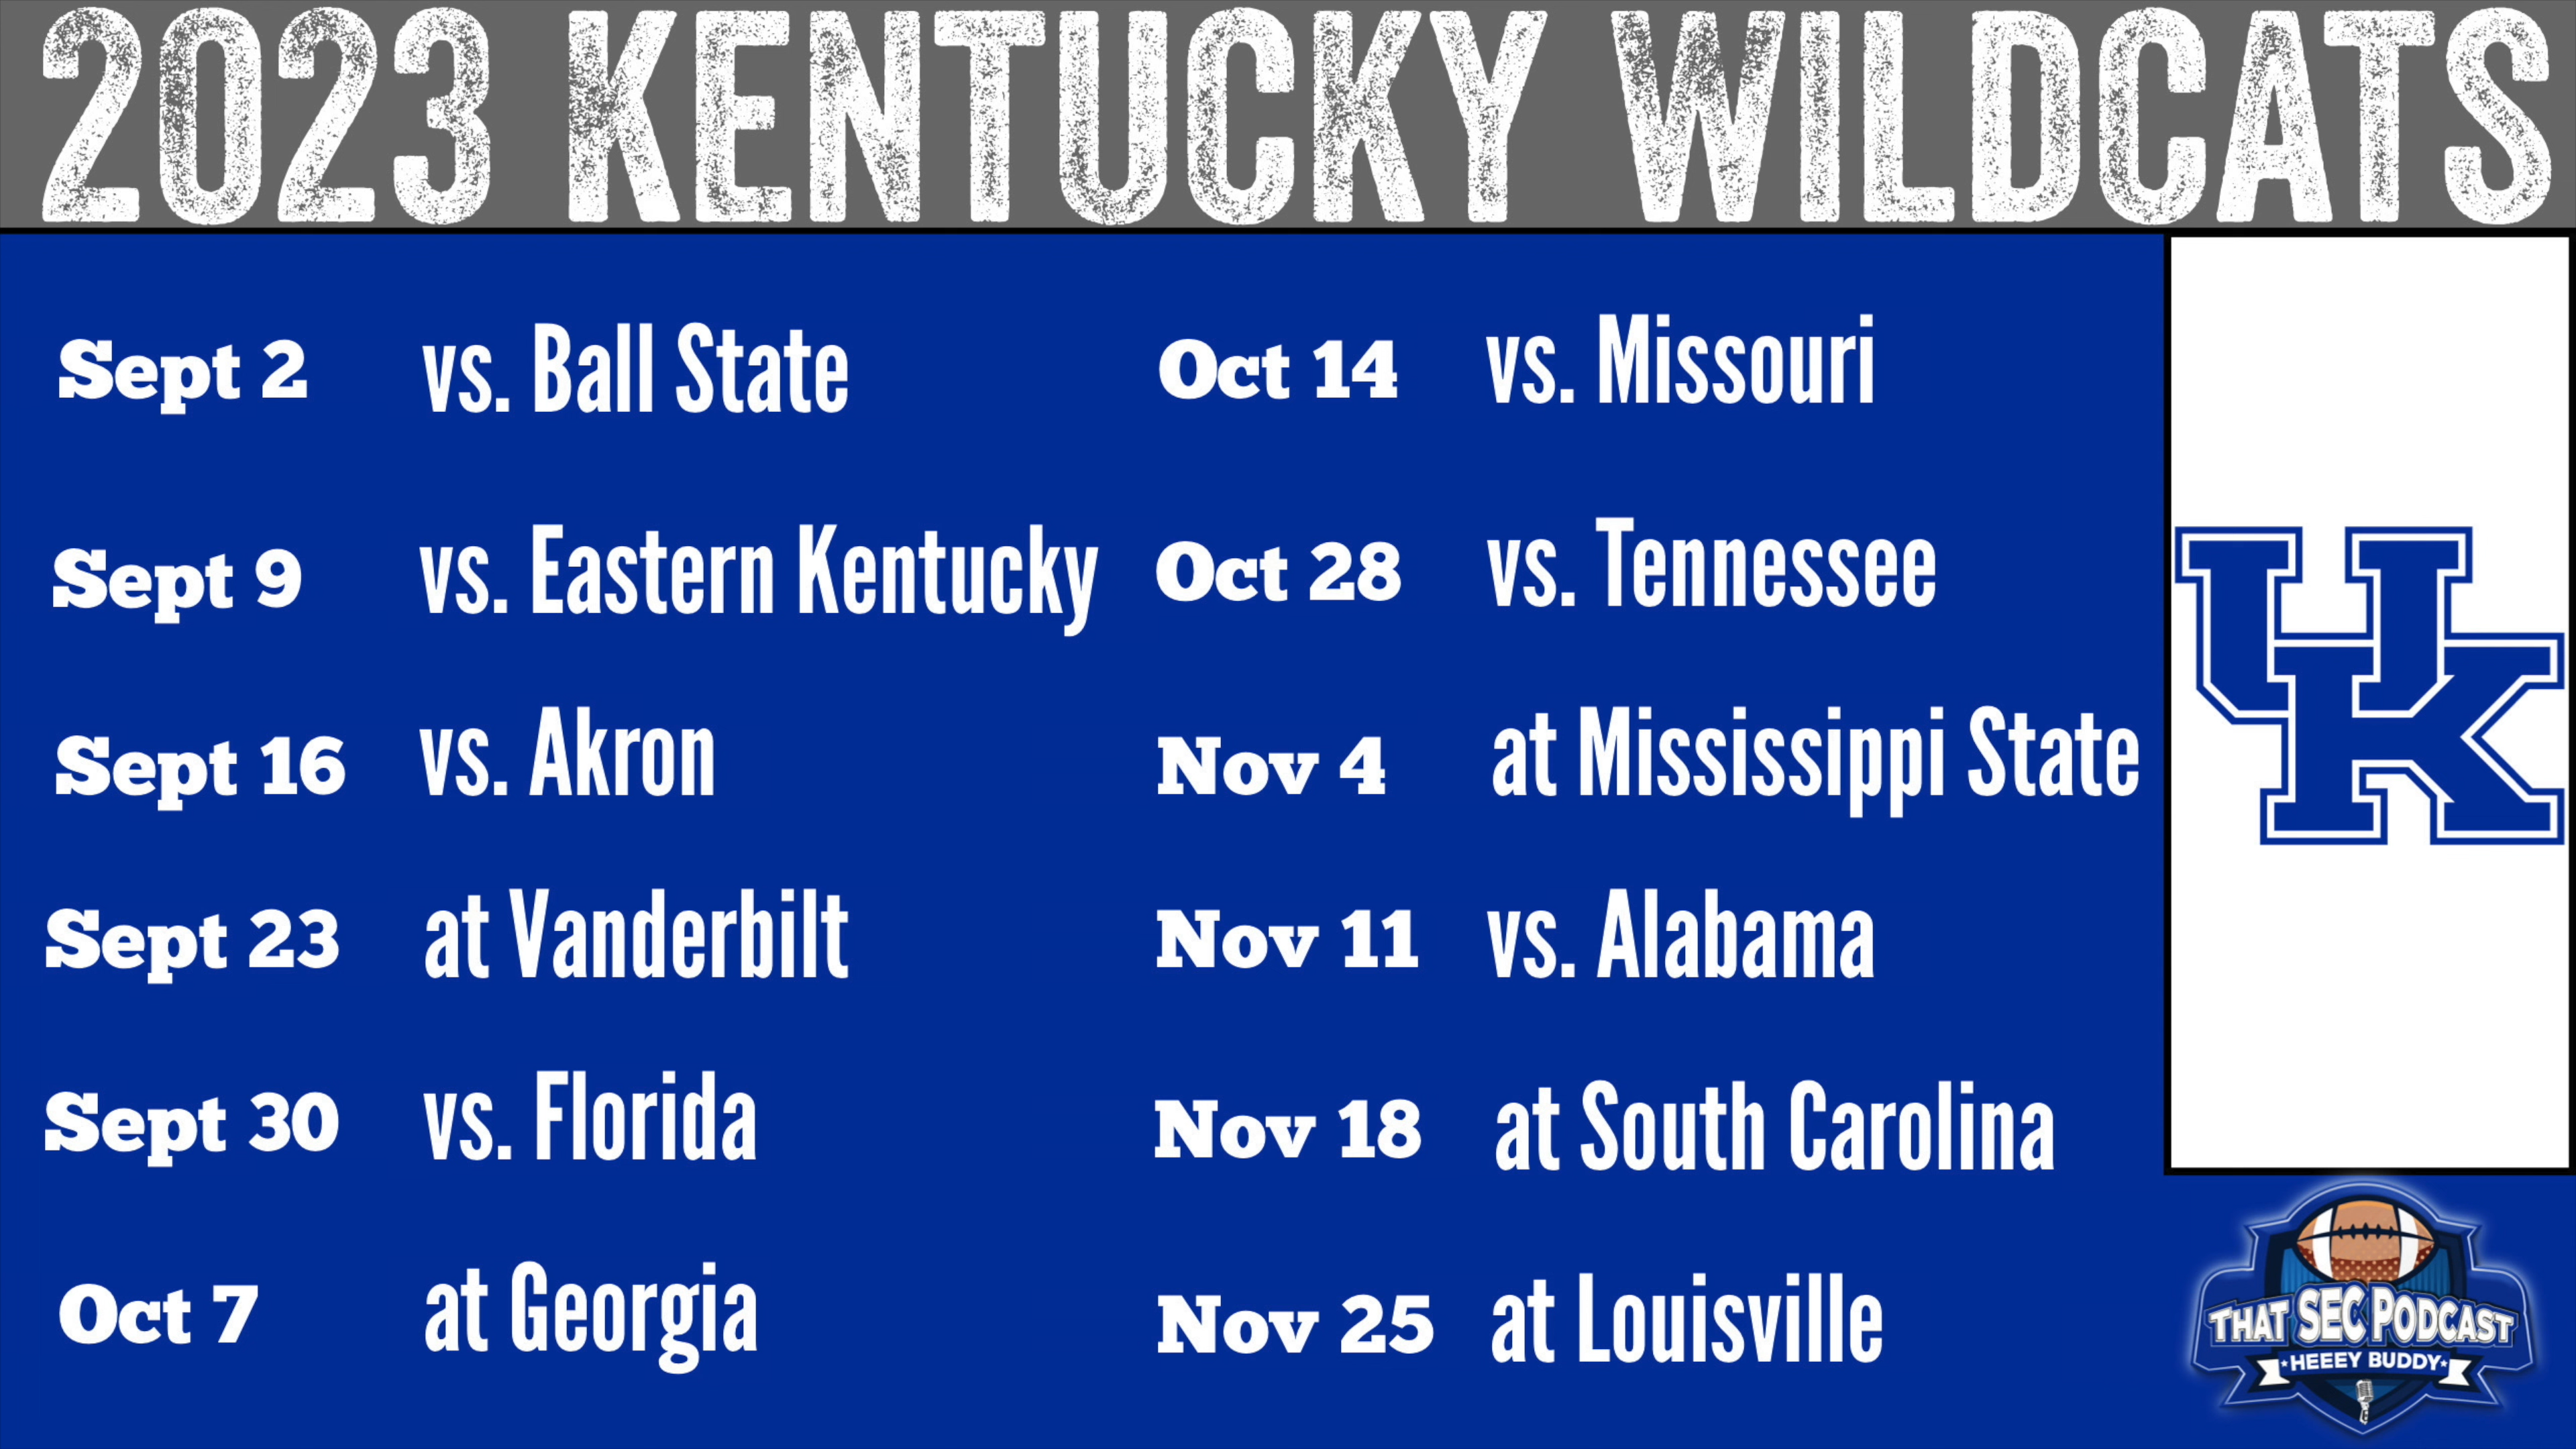 2023 KENTUCKY WILDCATS
Sept 2 vs. Ball State
Sept 9 vs. Eastern Kentucky
Sept 16 vs. Akron
Sept 23 at Vanderbilt
Sept 30 vs. Florida
Oct 7 at Georgia
Oct 14 vs. Missouri
Oct 28 vs. Tennessee
Nov 4 at Mississippi State
Nov 11 vs. Alabama
Nov 18 at South Carolina
Nov 25 at Louisville
UK
THAT SEC PODCAST
HEEEY BUDDY